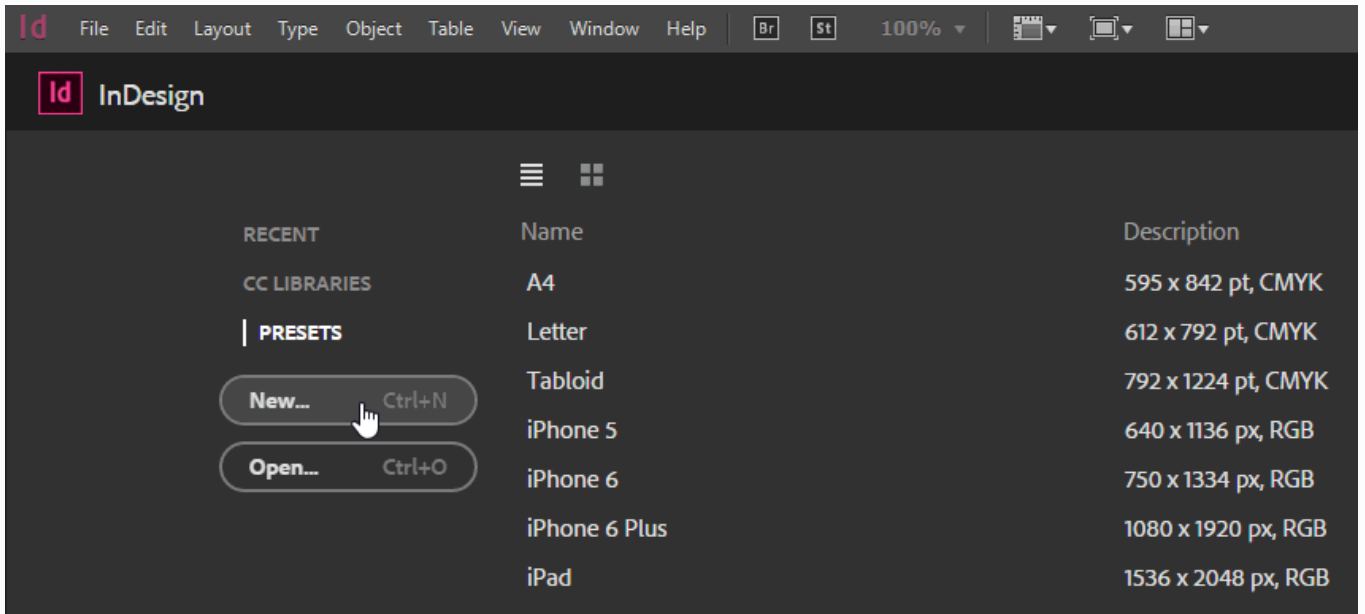 Id File Edit Layout Type Object Table View Window Help Br St 100%
Id InDesign
RECENT Name Description
CC LIBRARIES A4 595 x 842 pt, CMYK
PRESETS Letter 612 x 792 pt, CMYK
New... Ctrl+N Tabloid 792 x 1224 pt, CMYK
iPhone 5 640 x 1136 px, RGB
Open... Ctrl+O iPhone 6 750 x 1334 px, RGB
iPhone 6 Plus 1080 x 1920 px, RGB
iPad 1536 x 2048 px, RGB